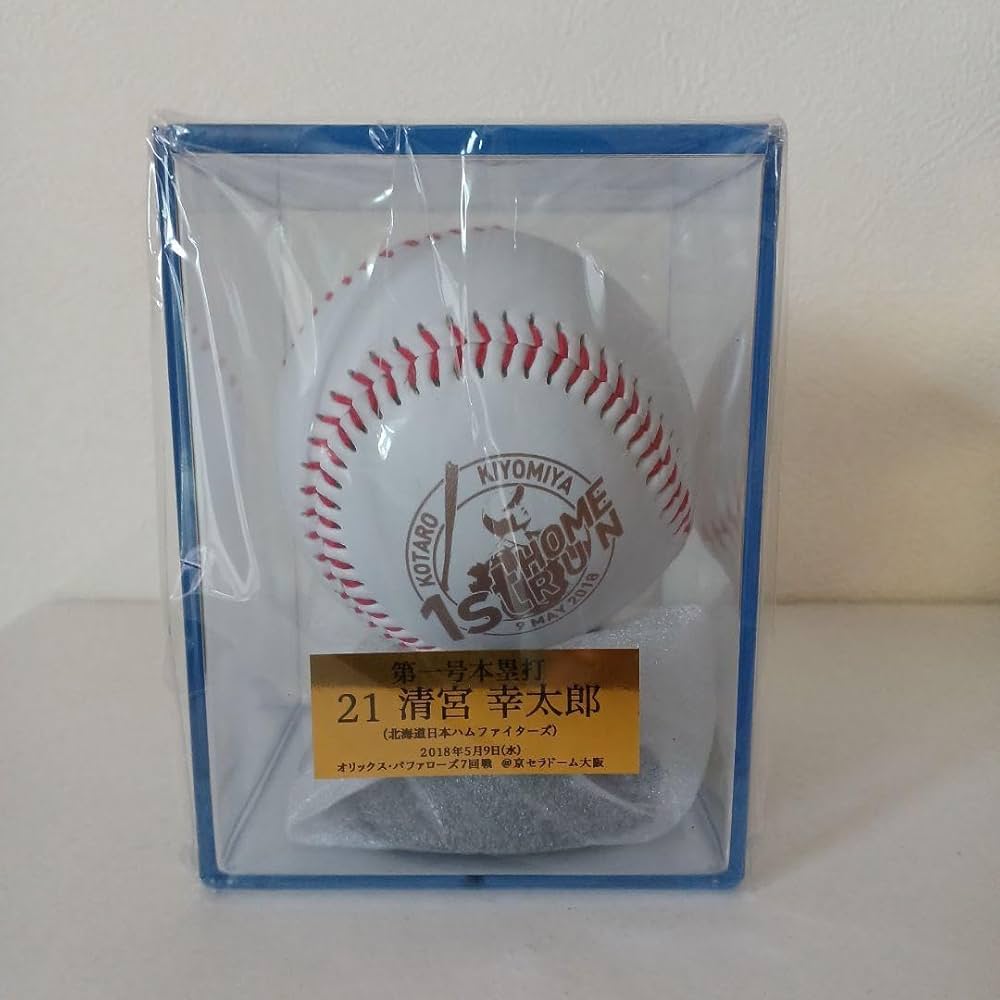 KOTARO KIYOMIYA
1st HOME
RUN
9 MAY 2018
第一号本塁打
21 清宮 幸太郎
(北海道日本ハムファイターズ)
2018年5月9日(水)
オリックス・バファローズ7回戦 @京セラドーム大阪